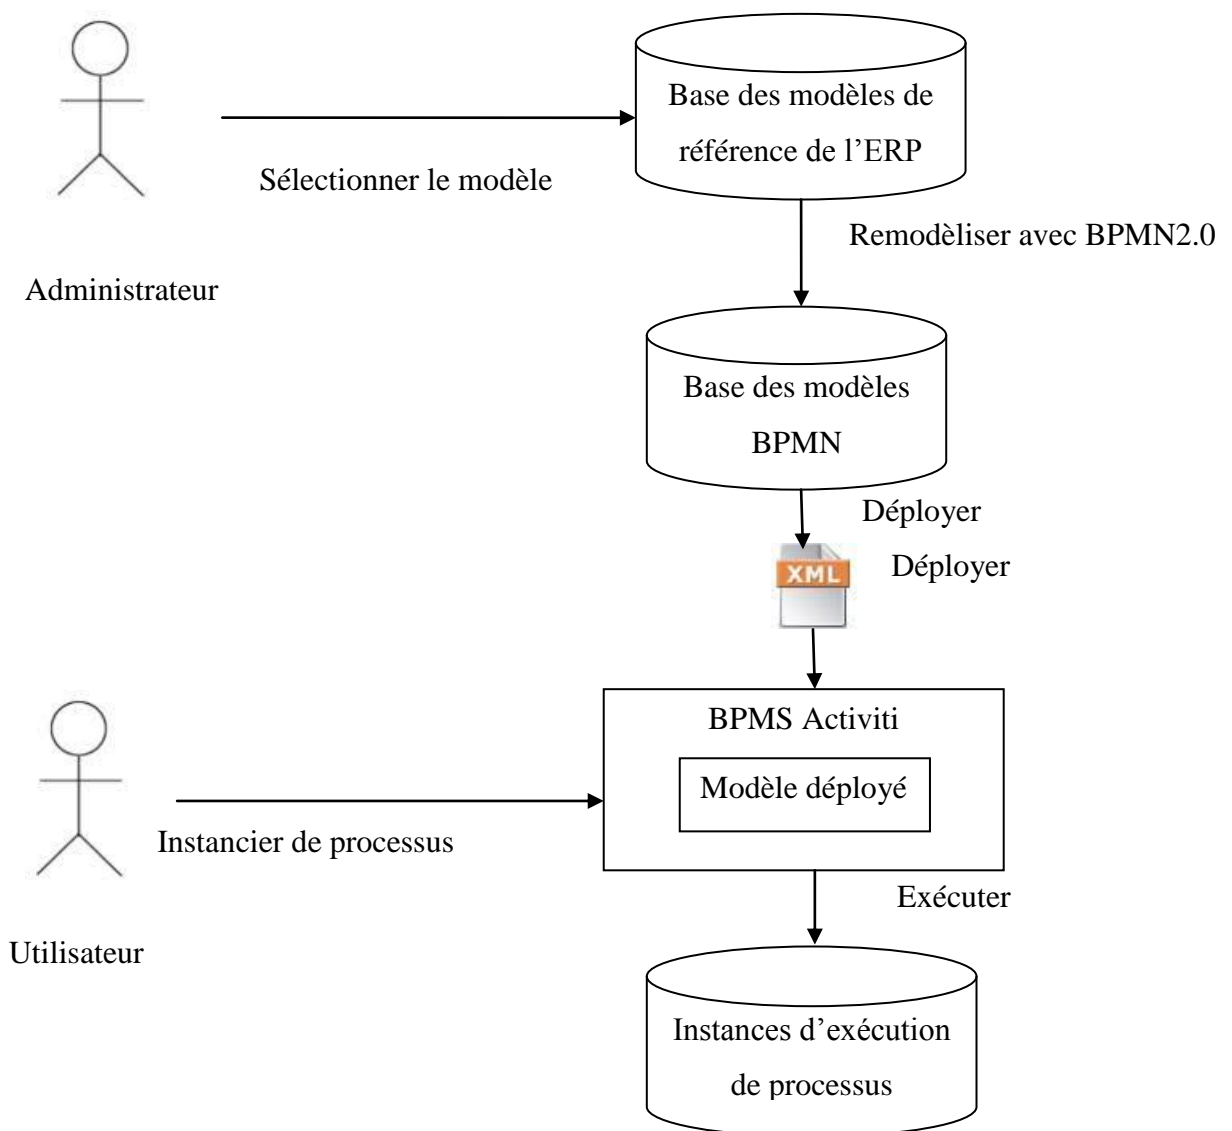 Base des modèles de
référence de l’ERP
Sélectionner le modèle
Remodèliser avec BPMN2.0
Administrateur
Base des modèles
BPMN
Déployer
XML
Déployer
BPMS Activiti
Modèle déployé
Instancier de processus
Exécuter
Utilisateur
Instances d’exécution
de processus